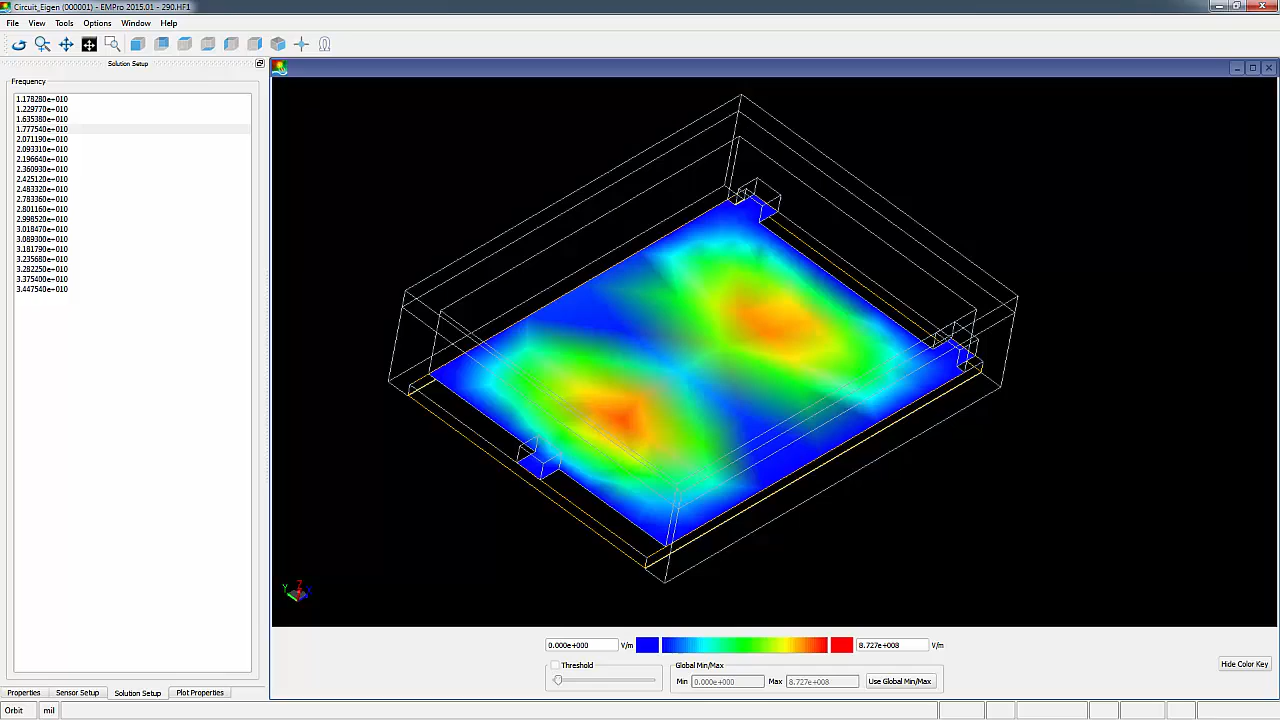 Circuit_Eigen (000001) - EMPro 2015.01 - 290.HF1
File View Tools Options Window Help
Solution Setup
Frequency
1.178280e+010
1.229770e+010
1.635380e+010
1.777540e+010
2.071190e+010
2.093310e+010
2.196640e+010
2.360930e+010
2.425120e+010
2.483320e+010
2.783360e+010
2.801160e+010
2.998520e+010
3.018470e+010
3.089300e+010
3.181790e+010
3.225680e+010
3.282250e+010
3.375400e+010
3.447540e+010
Y Z X
0.000e+000 V/m 8.727e+008 V/m
Threshold
Global Min/Max
Min 0.000e+000 Max 8.727e+008 Use Global Min/Max
Hide Color Key
Properties Sensor Setup Solution Setup Plot Properties
Orbit mil